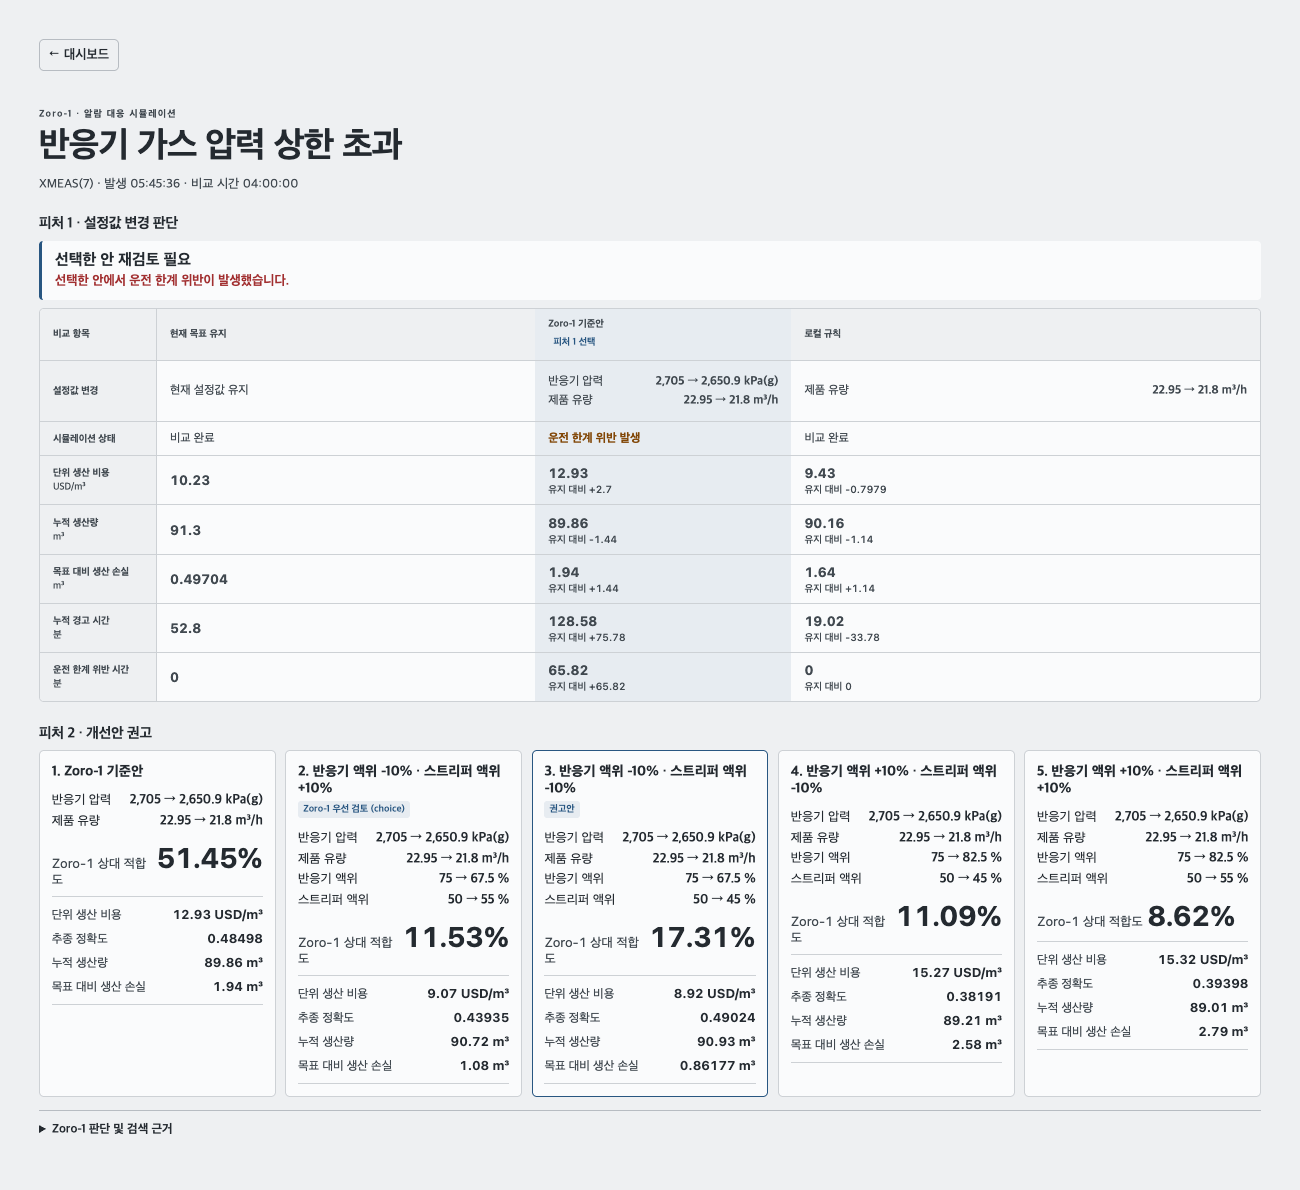 ← 대시보드
Zoro-1 · 알람 대응 시뮬레이션
반응기 가스 압력 상한 초과
XMEAS(7) · 발생 05:45:36 · 비교 시간 04:00:00
피처 1 · 설정값 변경 판단
선택한 안 재검토 필요
선택한 안에서 운전 한계 위반이 발생했습니다.
비교 항목 현재 목표 유지 Zoro-1 기준안 로컬 규칙
피처 1 선택
설정값 변경 현재 설정값 유지 반응기 압력 2,705 → 2,650.9 kPa(g) 제품 유량 22.95 → 21.8 m³/h
제품 유량 22.95 → 21.8 m³/h
시뮬레이션 상태 비교 완료 운전 한계 위반 발생 비교 완료
단위 생산 비용 10.23 12.93 9.43
USD/m³ 유지 대비 +2.7 유지 대비 -0.7979
누적 생산량 91.3 89.86 90.16
m³ 유지 대비 -1.44 유지 대비 -1.14
목표 대비 생산 손실 0.49704 1.94 1.64
m³ 유지 대비 +1.44 유지 대비 +1.14
누적 경고 시간 52.8 128.58 19.02
분 유지 대비 +75.78 유지 대비 -33.78
운전 한계 위반 시간 0 65.82 0
분 유지 대비 +65.82 유지 대비 0
피처 2 · 개선안 권고
1. Zoro-1 기준안
반응기 압력 2,705 → 2,650.9 kPa(g)
제품 유량 22.95 → 21.8 m³/h
Zoro-1 상대 적합 51.45%
도
단위 생산 비용 12.93 USD/m³
추종 정확도 0.48498
누적 생산량 89.86 m³
목표 대비 생산 손실 1.94 m³
2. 반응기 액위 -10% · 스트리퍼 액위
+10%
Zoro-1 우선 검토 (choice)
반응기 압력 2,705 → 2,650.9 kPa(g)
제품 유량 22.95 → 21.8 m³/h
반응기 액위 75 → 67.5 %
스트리퍼 액위 50 → 55 %
Zoro-1 상대 적합 11.53%
도
단위 생산 비용 9.07 USD/m³
추종 정확도 0.43935
누적 생산량 90.72 m³
목표 대비 생산 손실 1.08 m³
3. 반응기 액위 -10% · 스트리퍼 액위
-10%
권고안
반응기 압력 2,705 → 2,650.9 kPa(g)
제품 유량 22.95 → 21.8 m³/h
반응기 액위 75 → 67.5 %
스트리퍼 액위 50 → 45 %
Zoro-1 상대 적합 17.31%
도
단위 생산 비용 8.92 USD/m³
추종 정확도 0.49024
누적 생산량 90.93 m³
목표 대비 생산 손실 0.86177 m³
4. 반응기 액위 +10% · 스트리퍼 액위
-10%
반응기 압력 2,705 → 2,650.9 kPa(g)
제품 유량 22.95 → 21.8 m³/h
반응기 액위 75 → 82.5 %
스트리퍼 액위 50 → 45 %
Zoro-1 상대 적합 11.09%
도
단위 생산 비용 15.27 USD/m³
추종 정확도 0.38191
누적 생산량 89.21 m³
목표 대비 생산 손실 2.58 m³
5. 반응기 액위 +10% · 스트리퍼 액위
+10%
반응기 압력 2,705 → 2,650.9 kPa(g)
제품 유량 22.95 → 21.8 m³/h
반응기 액위 75 → 82.5 %
스트리퍼 액위 50 → 55 %
Zoro-1 상대 적합도 8.62%
단위 생산 비용 15.32 USD/m³
추종 정확도 0.39398
누적 생산량 89.01 m³
목표 대비 생산 손실 2.79 m³
▶ Zoro-1 판단 및 검색 근거